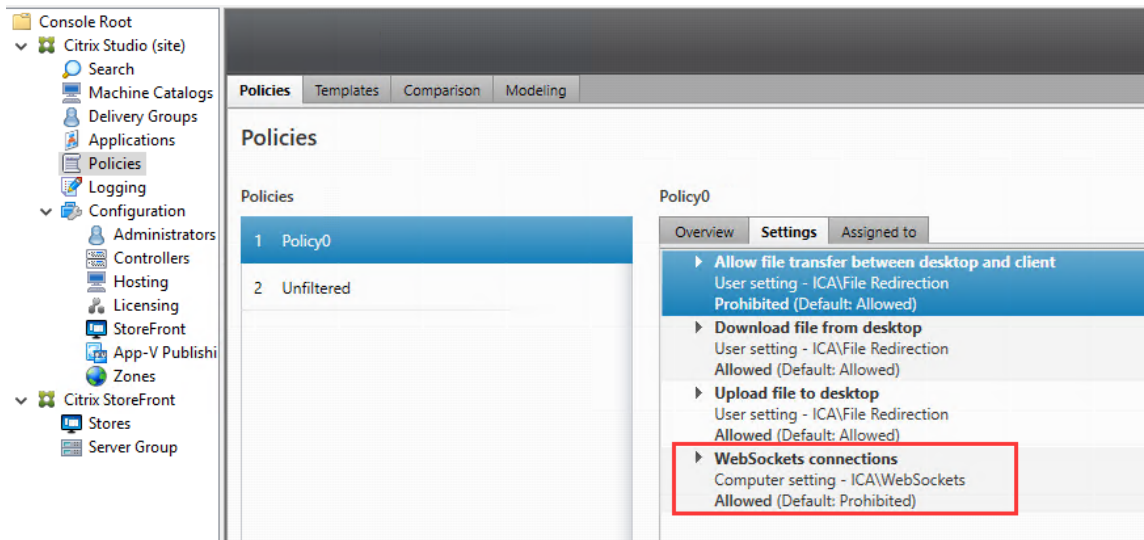 Console Root
Citrix Studio (site)
Search
Machine Catalogs
Delivery Groups
Applications
Policies
Logging
Configuration
Administrators
Controllers
Hosting
Licensing
StoreFront
App-V Publishi
Zones
Citrix StoreFront
Stores
Server Group
Policies Templates Comparison Modeling
Policies
Policies
1 Policy0
2 Unfiltered
Policy0
Overview Settings Assigned to
Allow file transfer between desktop and client
User setting - ICA\File Redirection
Prohibited (Default: Allowed)
Download file from desktop
User setting - ICA\File Redirection
Allowed (Default: Allowed)
Upload file to desktop
User setting - ICA\File Redirection
Allowed (Default: Allowed)
WebSockets connections
Computer setting - ICA\WebSockets
Allowed (Default: Prohibited)